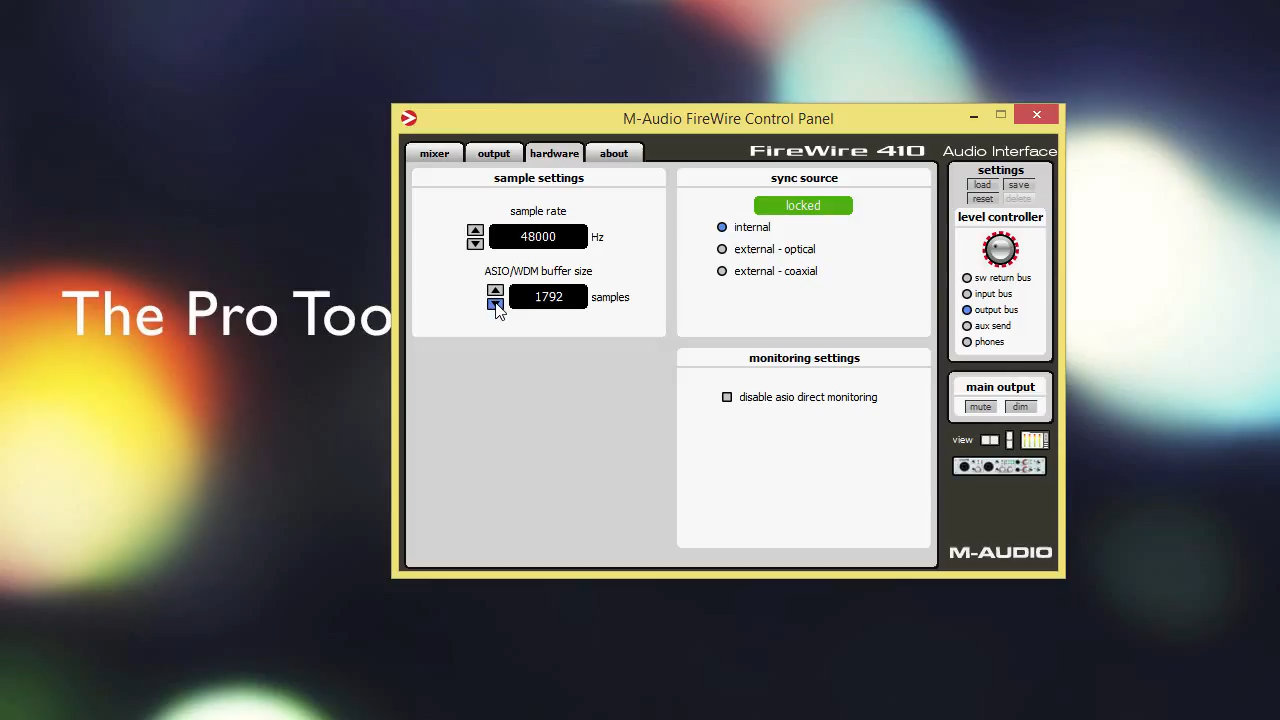 The Pro Too
M-Audio FireWire Control Panel
mixer
output
hardware
about
FireWire 410
Audio Interface
sample settings
sample rate
48000
Hz
ASIO/WDM buffer size
1792
samples
sync source
locked
internal
external - optical
external - coaxial
monitoring settings
disable asio direct monitoring
settings
load
save
reset
delete
level controller
sw return bus
input bus
output bus
aux send
phones
main output
mute
dim
view
M-AUDIO